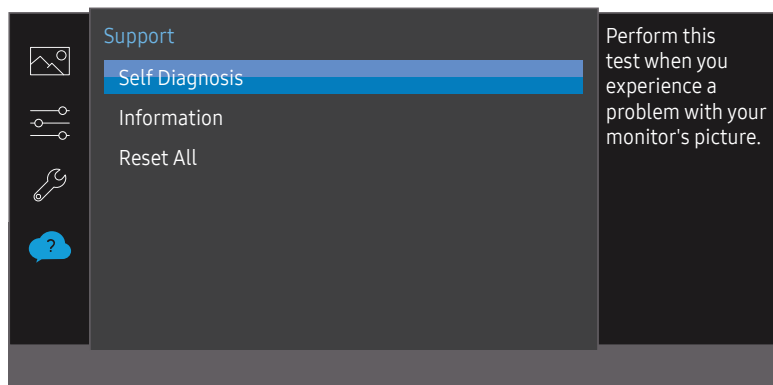 Support
Self Diagnosis
Information
Reset All
Perform this
test when you
experience a
problem with your
monitor's picture.
?